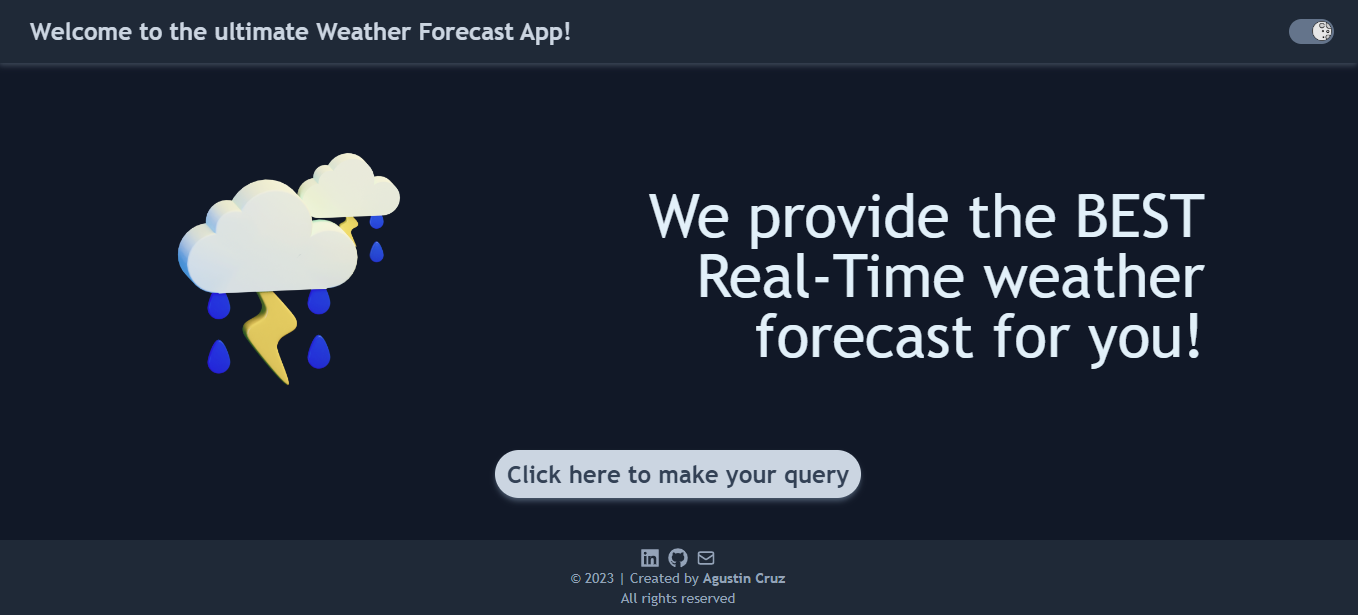 Welcome to the ultimate Weather Forecast App!
We provide the BEST
Real-Time weather
forecast for you!
Click here to make your query
© 2023 | Created by Agustin Cruz
All rights reserved